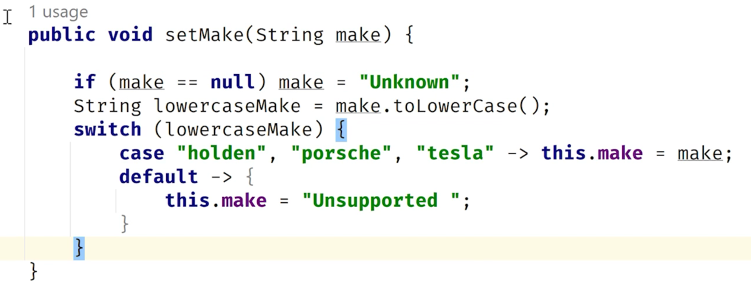 1 usage
public void setMake(String make) {
if (make == null) make = "Unknown";
String lowercaseMake = make.toLowerCase();
switch (lowercaseMake) {
case "holden", "porsche", "tesla" -> this.make = make;
default -> {
this.make = "Unsupported ";
}
}
}